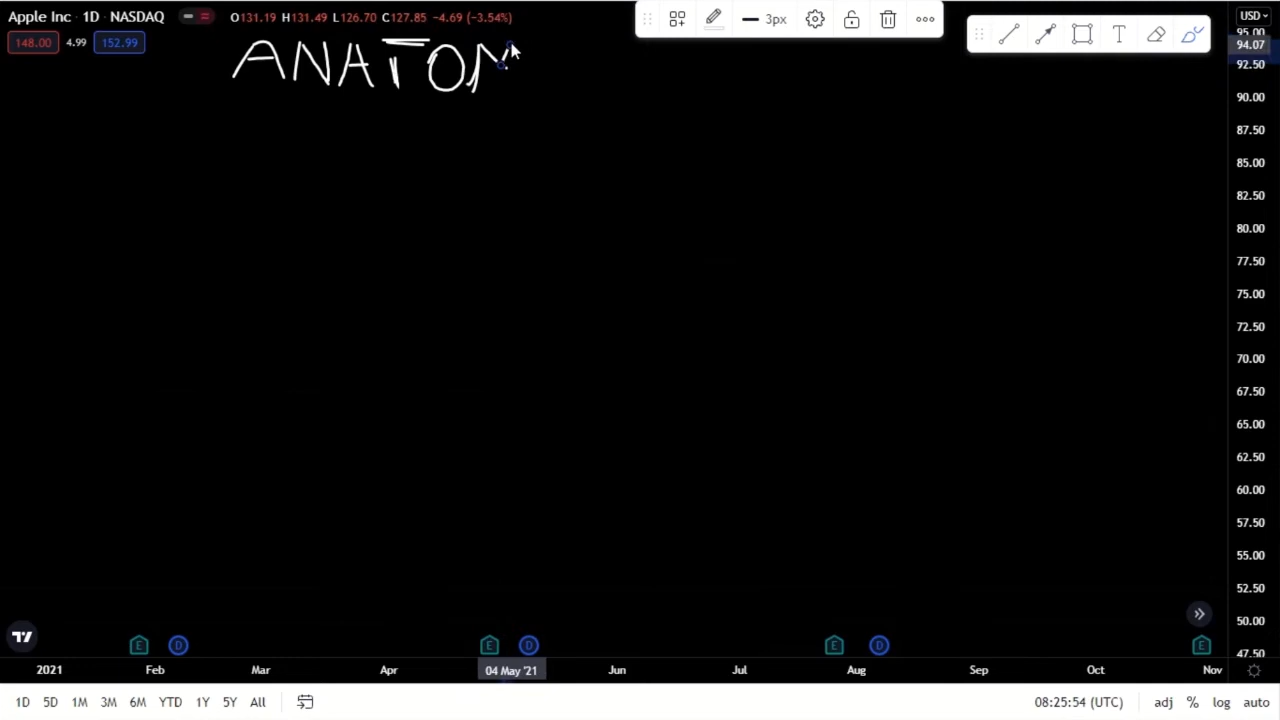 Apple Inc · 1D · NASDAQ O131.19 H131.49 L126.70 C127.85 -4.69 (-3.54%)
148.00 4.99 152.99
3px
USD
ANATOM
95.00
94.07
92.50
90.00
87.50
85.00
82.50
80.00
77.50
75.00
72.50
70.00
67.50
65.00
62.50
60.00
57.50
55.00
52.50
50.00
47.50
E D E D E D E
2021 Feb Mar Apr 04 May '21 Jun Jul Aug Sep Oct Nov
1D 5D 1M 3M 6M YTD 1Y 5Y All 08:25:54 (UTC) adj % log auto